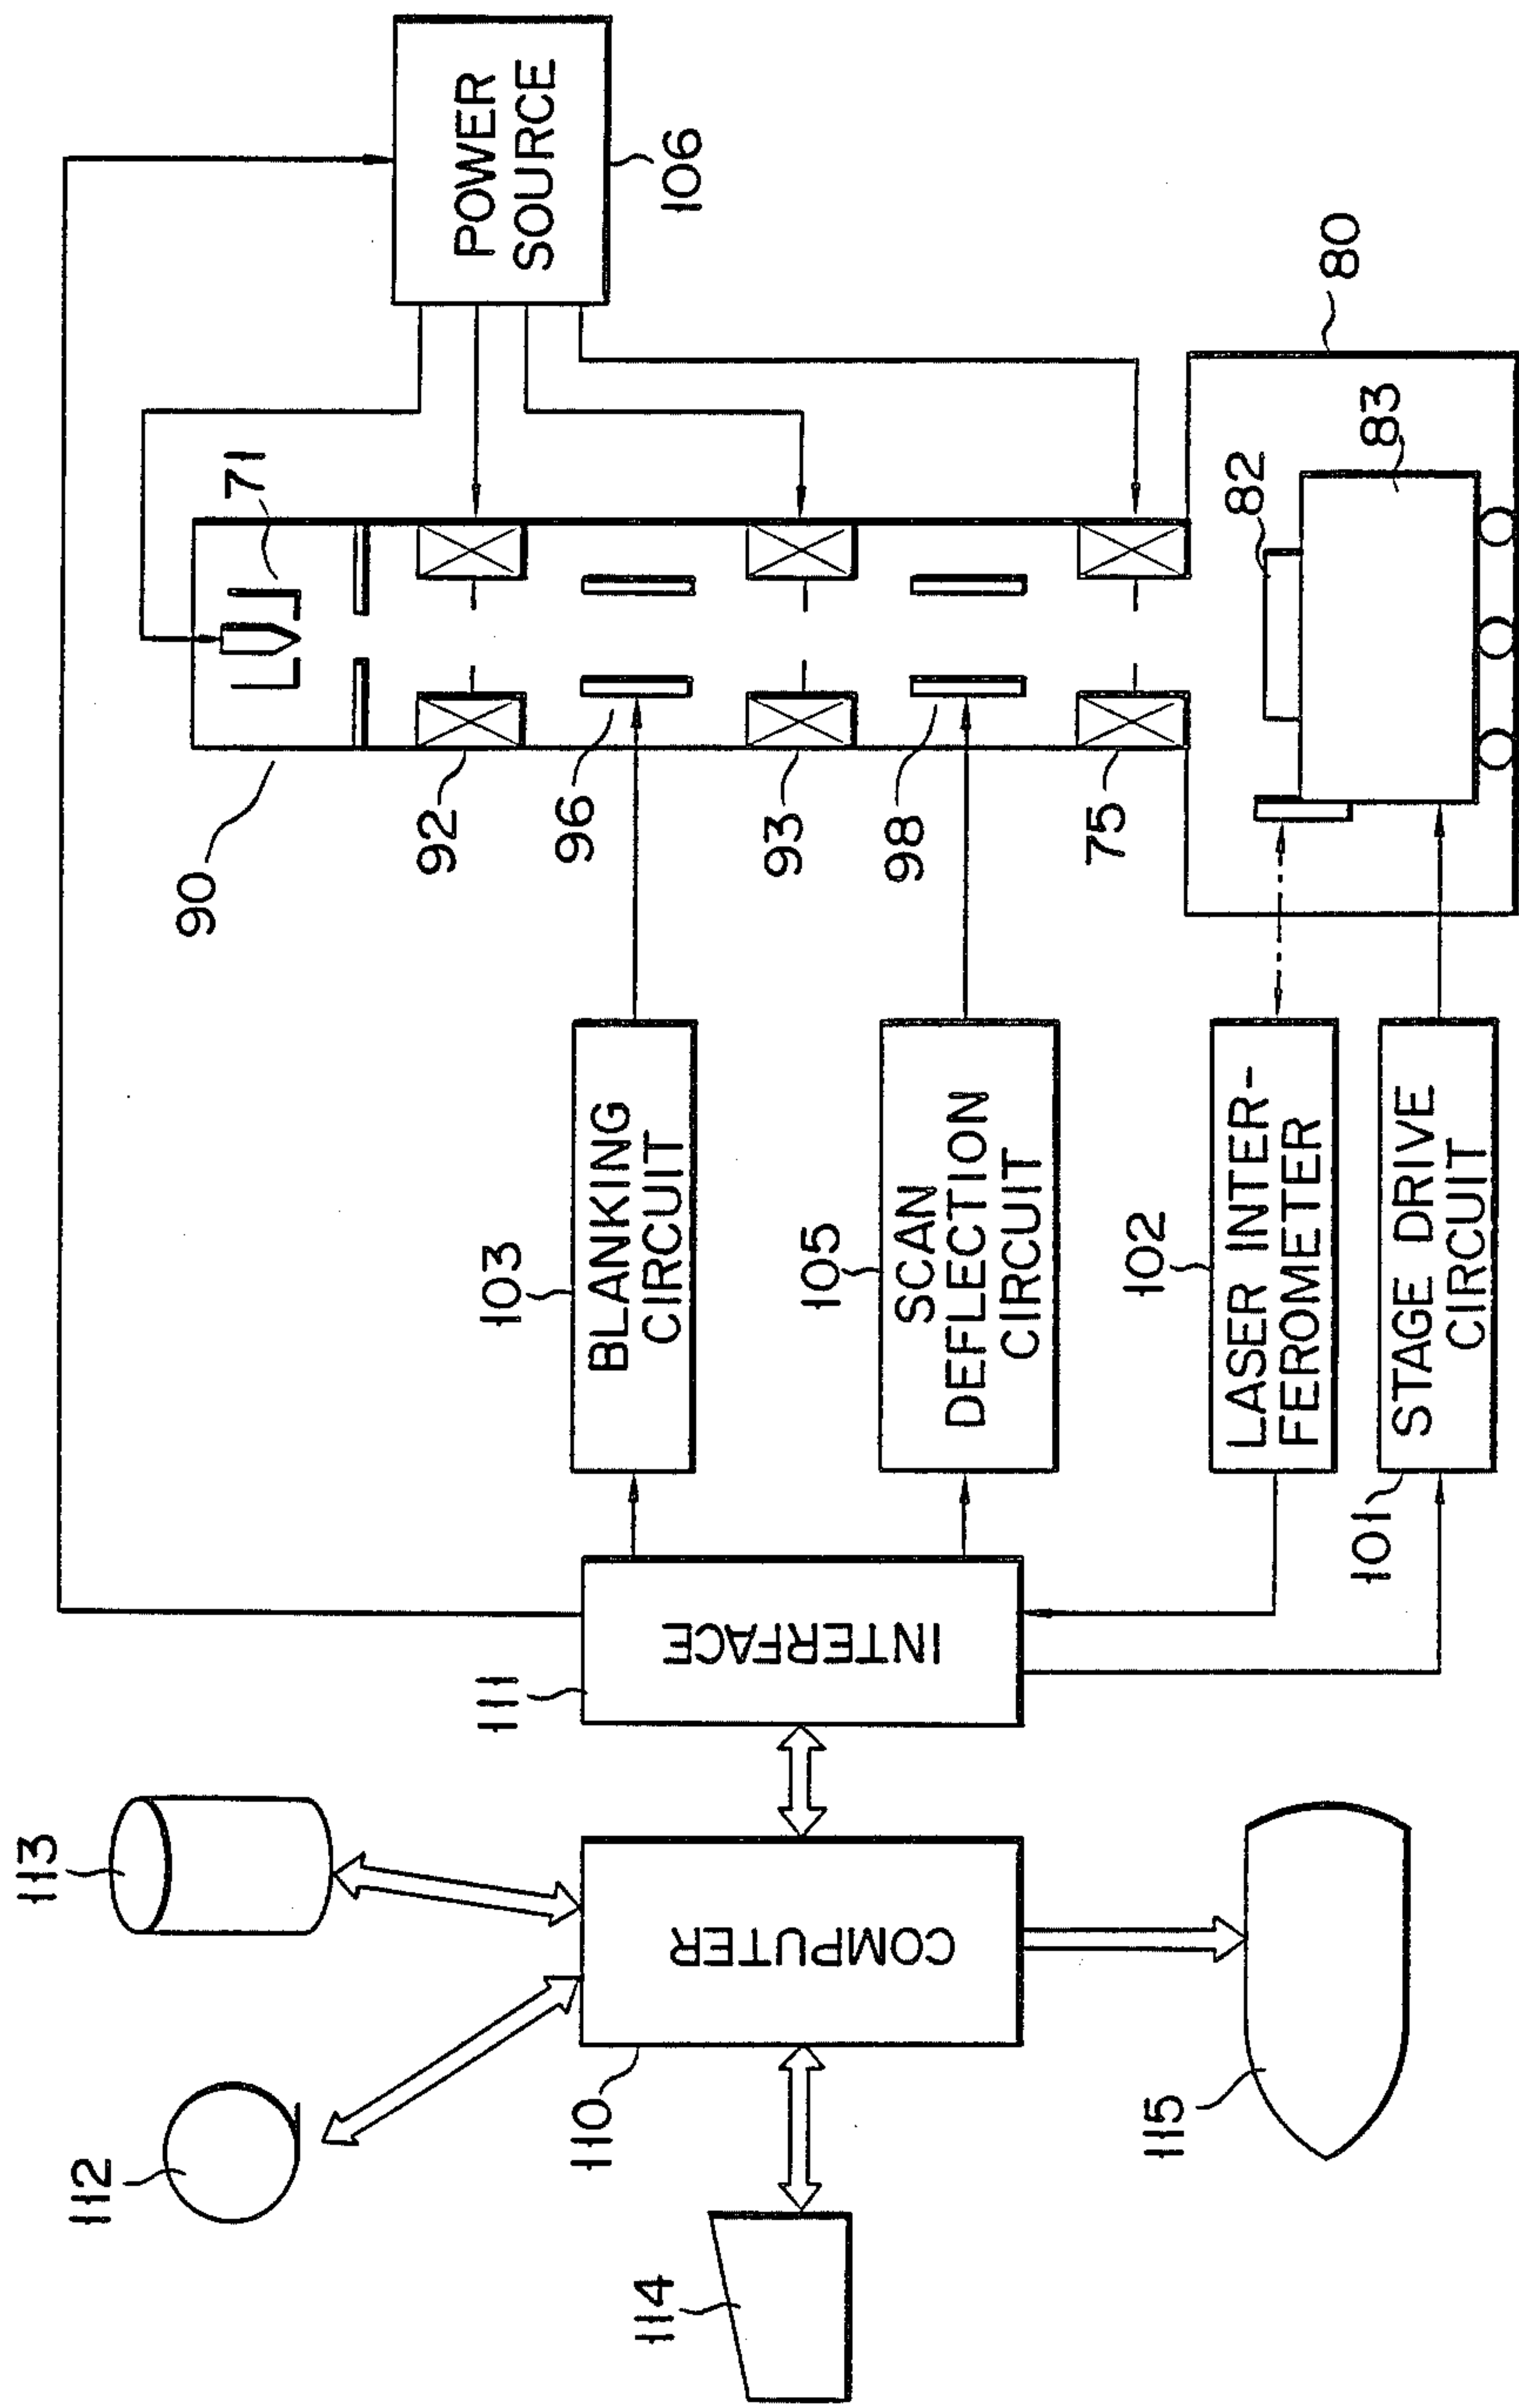 113
112
114
110
COMPUTER
115
111
INTERFACE
103
BLANKING
CIRCUIT
105
SCAN
DEFLECTION
CIRCUIT
102
LASER INTER-
FEROMETER
101
STAGE DRIVE
CIRCUIT
90
92
96
93
98
75
71
POWER
SOURCE
106
80
82
83